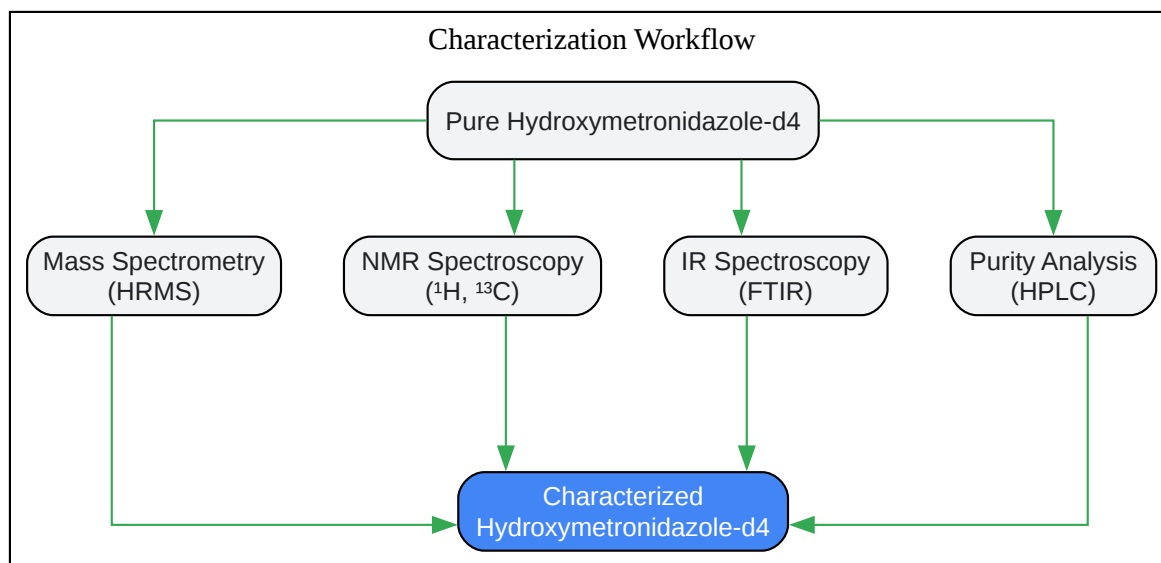 Characterization Workflow
Pure Hydroxymetronidazole-d4
Mass Spectrometry
(HRMS)
NMR Spectroscopy
(¹H, ¹³C)
IR Spectroscopy
(FTIR)
Purity Analysis
(HPLC)
Characterized
Hydroxymetronidazole-d4